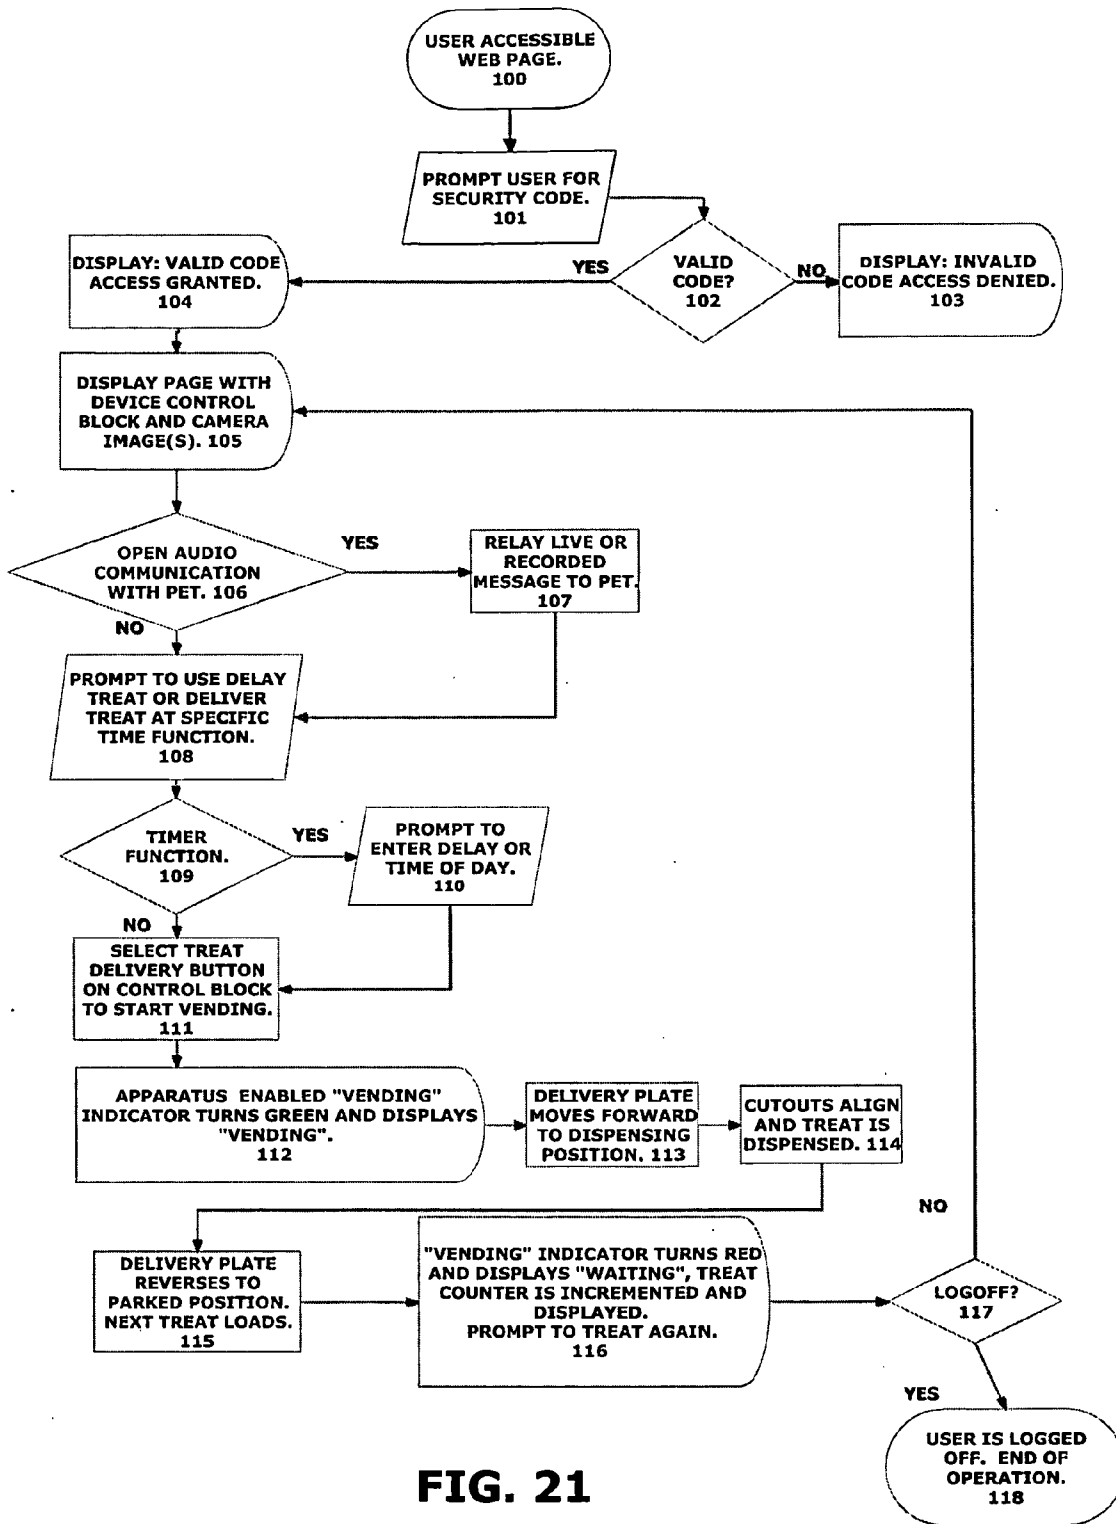 USER ACCESSIBLE
WEB PAGE.
100
PROMPT USER FOR
SECURITY CODE.
101
VALID
CODE?
102
YES
NO
DISPLAY: INVALID
CODE ACCESS DENIED.
103
DISPLAY: VALID CODE
ACCESS GRANTED.
104
DISPLAY PAGE WITH
DEVICE CONTROL
BLOCK AND CAMERA
IMAGE(S). 105
OPEN AUDIO
COMMUNICATION
WITH PET. 106
YES
NO
RELAY LIVE OR
RECORDED
MESSAGE TO PET.
107
PROMPT TO USE DELAY
TREAT OR DELIVER
TREAT AT SPECIFIC
TIME FUNCTION.
108
TIMER
FUNCTION.
109
YES
NO
PROMPT TO
ENTER DELAY OR
TIME OF DAY.
110
SELECT TREAT
DELIVERY BUTTON
ON CONTROL BLOCK
TO START VENDING.
111
APPARATUS ENABLED "VENDING"
INDICATOR TURNS GREEN AND DISPLAYS
"VENDING".
112
DELIVERY PLATE
MOVES FORWARD
TO DISPENSING
POSITION. 113
CUTOUTS ALIGN
AND TREAT IS
DISPENSED. 114
DELIVERY PLATE
REVERSES TO
PARKED POSITION.
NEXT TREAT LOADS.
115
"VENDING" INDICATOR TURNS RED
AND DISPLAYS "WAITING", TREAT
COUNTER IS INCREMENTED AND
DISPLAYED.
PROMPT TO TREAT AGAIN.
116
NO
LOGOFF?
117
YES
USER IS LOGGED
OFF. END OF
OPERATION.
118
FIG. 21